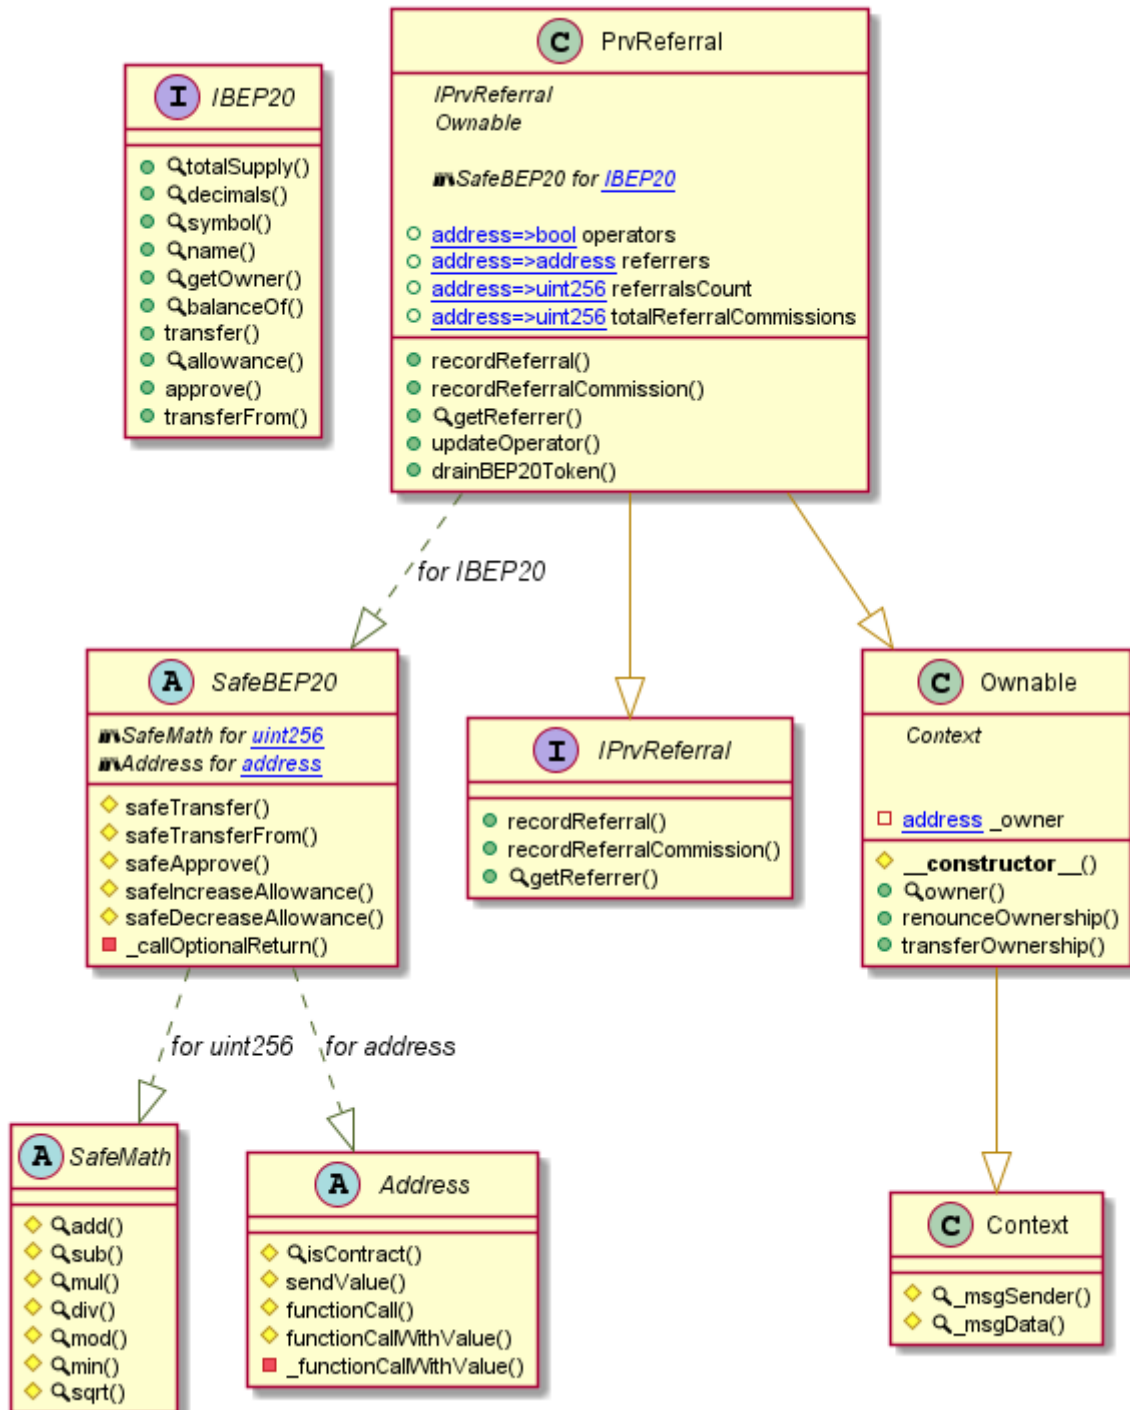 I IBEP20
totalSupply()
decimals()
symbol()
name()
getOwner()
balanceOf()
transfer()
allowance()
approve()
transferFrom()
C PrvReferral
IPrvReferral
Ownable
SafeBEP20 for IBEP20
address=>bool operators
address=>address referrers
address=>uint256 referralsCount
address=>uint256 totalReferralCommissions
recordReferral()
recordReferralCommission()
getReferrer()
updateOperator()
drainBEP20Token()
for IBEP20
A SafeBEP20
SafeMath for uint256
Address for address
safeTransfer()
safeTransferFrom()
safeApprove()
safeIncreaseAllowance()
safeDecreaseAllowance()
_callOptionalReturn()
I IPrvReferral
recordReferral()
recordReferralCommission()
getReferrer()
C Ownable
Context
address _owner
__constructor__()
owner()
renounceOwnership()
transferOwnership()
for uint256
for address
A SafeMath
add()
sub()
mul()
div()
mod()
min()
sqrt()
A Address
isContract()
sendValue()
functionCall()
functionCallWithValue()
_functionCallWithValue()
C Context
_msgSender()
_msgData()